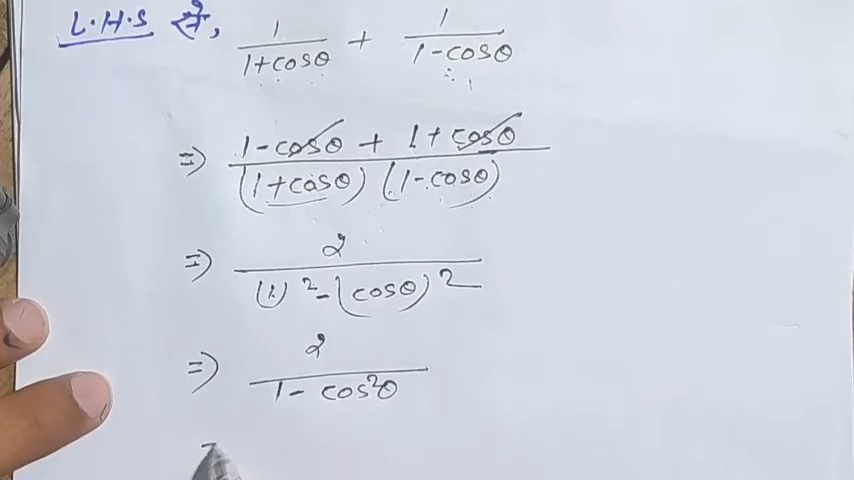 L.H.S से, 1/(1+cosθ) + 1/(1-cosθ)
=> (1-cosθ + 1+cosθ)/((1+cosθ) (1-cosθ))
=> 2/((1)²-(cosθ)²)
=> 2/(1-cos²θ)